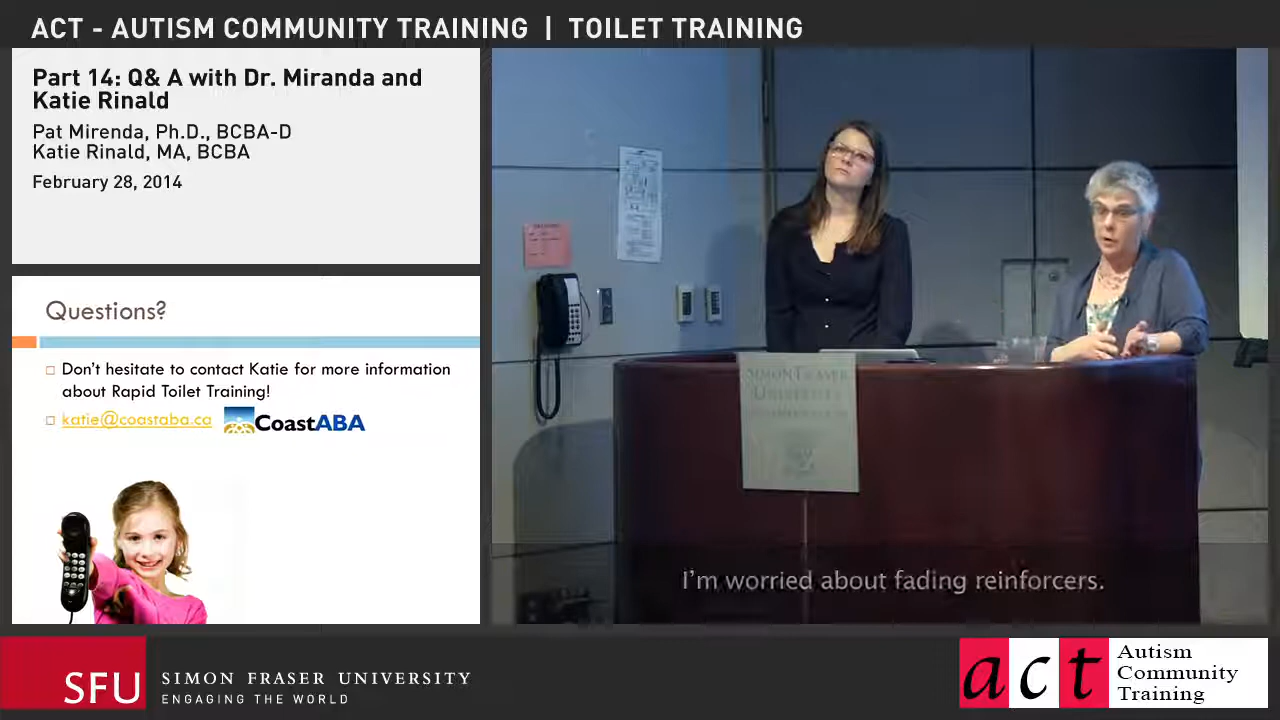 ACT - AUTISM COMMUNITY TRAINING | TOILET TRAINING
Part 14: Q& A with Dr. Miranda and
Katie Rinald
Pat Mirenda, Ph.D., BCBA-D
Katie Rinald, MA, BCBA
February 28, 2014
Questions?
Don't hesitate to contact Katie for more information
about Rapid Toilet Training!
katie@coastaba.ca
CoastABA
SIMON FRASER
UNIVERSITY
I'm worried about fading reinforcers.
SFU
SIMON FRASER UNIVERSITY
ENGAGING THE WORLD
act
Autism
Community
Training